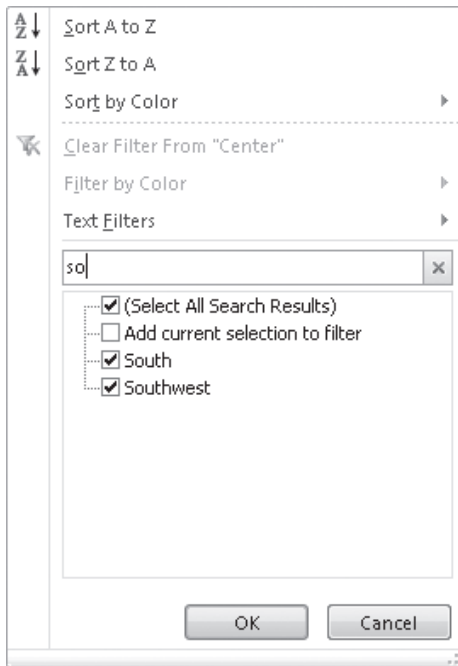 A
Z
Sort A to Z
Z
A
Sort Z to A
Sort by Color
Clear Filter From "Center"
Filter by Color
Text Filters
so
(Select All Search Results)
Add current selection to filter
South
Southwest
OK
Cancel